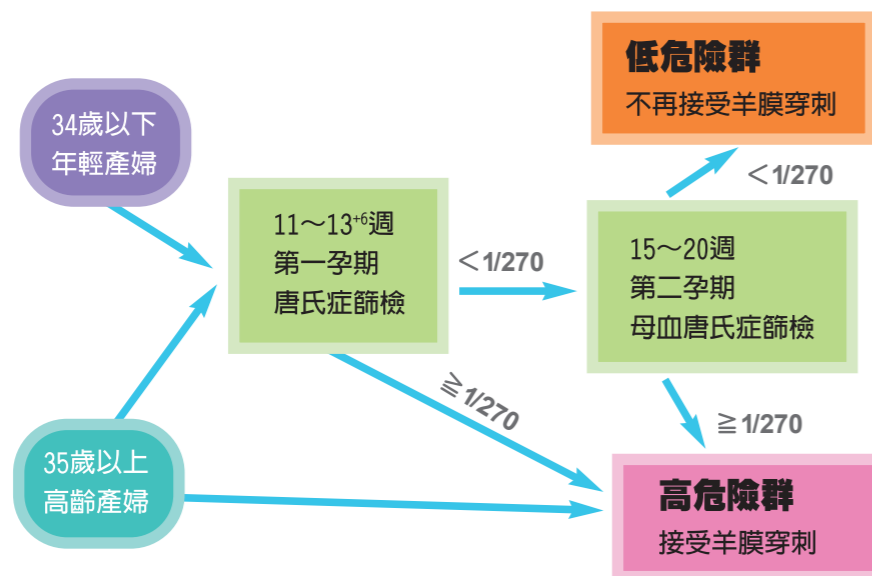 低危險群
不再接受羊膜穿刺
34歲以下
年輕產婦
＜1/270
11～13⁺⁶週
第一孕期
唐氏症篩檢
＜1/270
15～20週
第二孕期
母血唐氏症篩檢
≧1/270
≧1/270
35歲以上
高齡產婦
高危險群
接受羊膜穿刺